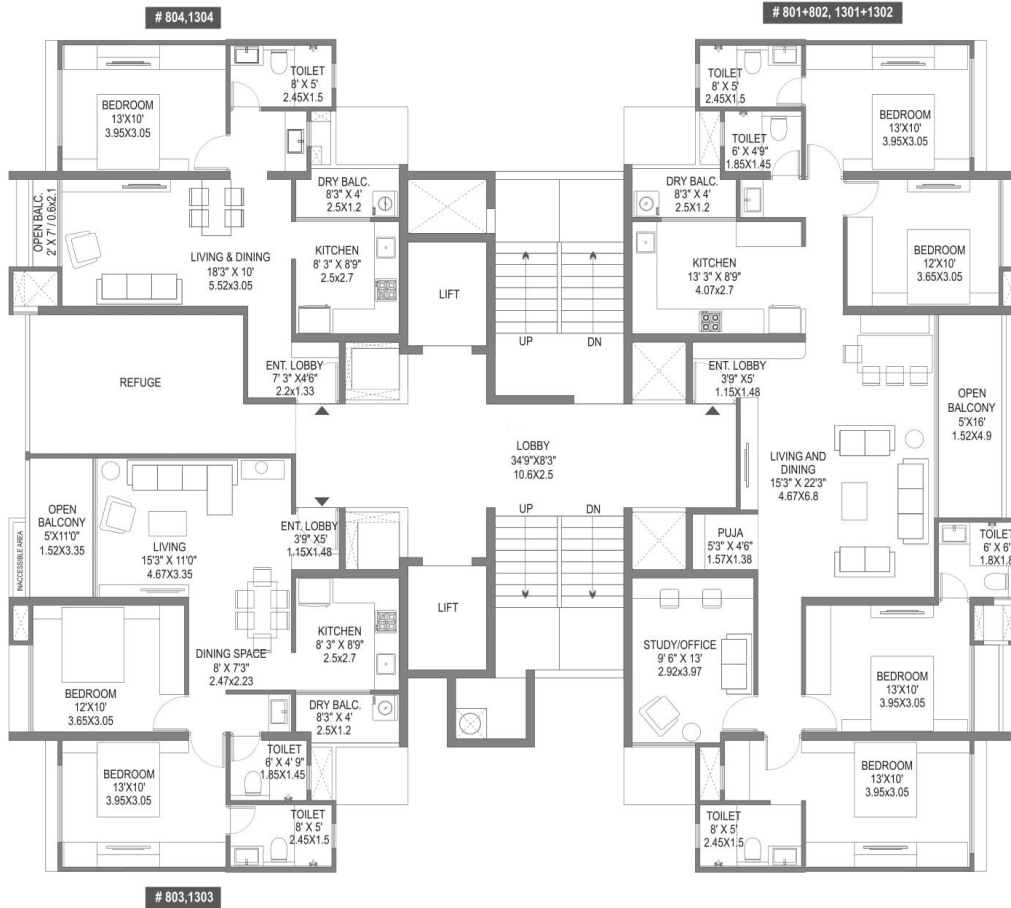 # 804,1304
# 801+802, 1301+1302
TOILET
8' X 5'
2.45X1.5
BEDROOM
13'X10'
3.95X3.05
OPEN BALC.
2' X 7' / 0.6x2.1
DRY BALC.
8'3" X 4'
2.5X1.2
LIVING & DINING
18'3" X 10'
5.52x3.05
KITCHEN
8' 3" X 8'9"
2.5x2.7
LIFT
UP
DN
REFUGE
ENT. LOBBY
7' 3" X4'6"
2.2x1.33
TOILET
8' X 5'
2.45X1.5
BEDROOM
13'X10'
3.95X3.05
TOILET
6' X 4'9"
1.85X1.45
DRY BALC.
8'3" X 4'
2.5X1.2
KITCHEN
13' 3" X 8'9"
4.07x2.7
BEDROOM
12'X10'
3.65X3.05
ENT. LOBBY
3'9" X5'
1.15X1.48
OPEN
BALCONY
5'X16'
1.52X4.9
LOBBY
34'9"X8'3"
10.6X2.5
LIVING AND
DINING
15'3" X 22'3"
4.67X6.8
OPEN
BALCONY
5'X11'0"
1.52X3.35
INACCESSIBLE AREA
LIVING
15'3" X 11'0"
4.67X3.35
ENT. LOBBY
3'9" X5'
1.15X1.48
UP
DN
PUJA
5'3" X 4'6"
1.57X1.38
TOILET
6' X 6'
1.8X1.8
LIFT
KITCHEN
8' 3" X 8'9"
2.5x2.7
DINING SPACE
8' X 7'3"
2.47x2.23
STUDY/OFFICE
9' 6" X 13'
2.92x3.97
BEDROOM
12'X10'
3.65X3.05
BEDROOM
13'X10'
3.95X3.05
DRY BALC.
8'3" X 4'
2.5X1.2
TOILET
6' X 4' 9"
1.85X1.45
BEDROOM
13'X10'
3.95X3.05
BEDROOM
13'X10'
3.95x3.05
TOILET
8' X 5'
2.45X1.5
TOILET
8' X 5'
2.45X1.5
# 803,1303